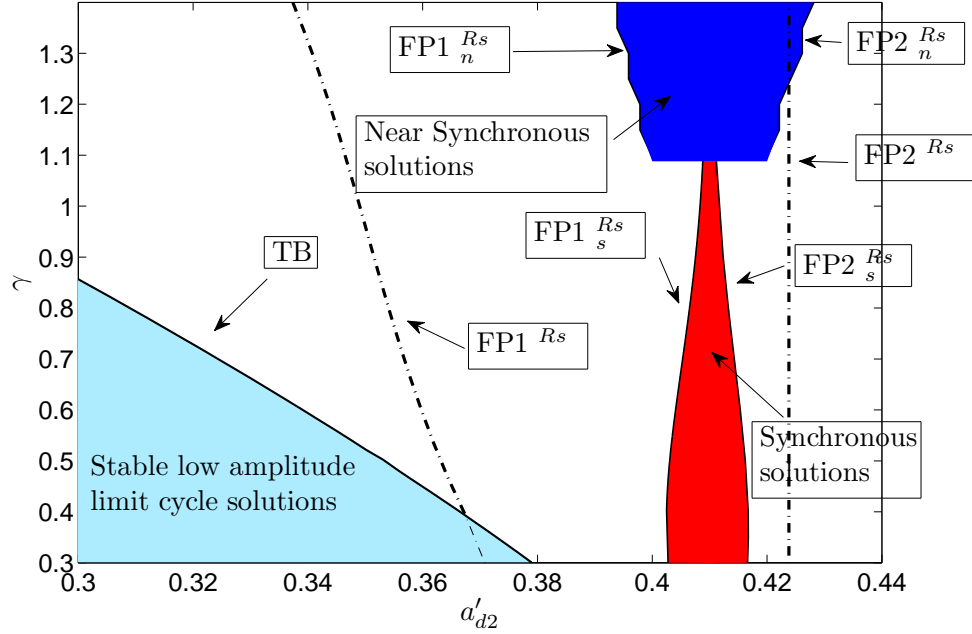 FP1 Rs n
FP2 Rs n
Near Synchronous
solutions
FP2 Rs
FP1 Rs s
FP2 Rs s
TB
FP1 Rs
Synchronous
solutions
Stable low amplitude
limit cycle solutions
γ
1.3
1.2
1.1
1
0.9
0.8
0.7
0.6
0.5
0.4
0.3
0.3 0.32 0.34 0.36 0.38 0.4 0.42 0.44
a′d2